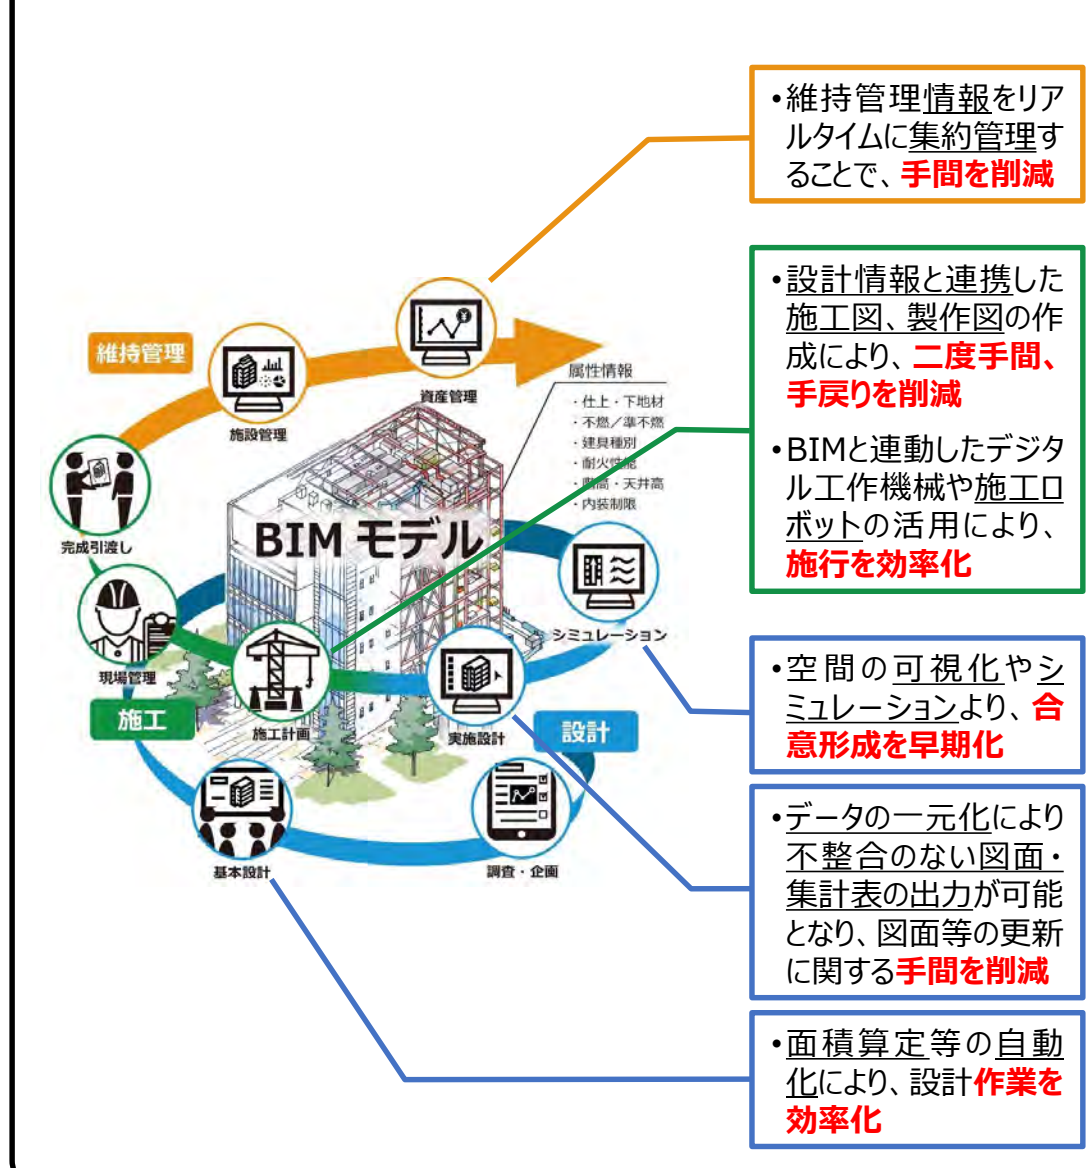 •維持管理情報をリア
ルタイムに集約管理す
ることで、手間を削減
•設計情報と連携した
施工図、製作図の作
成により、二度手間、
手戻りを削減
•BIMと連動したデジタ
ル工作機械や施工ロ
ボットの活用により、
施行を効率化
•空間の可視化やシ
ミュレーションより、合
意形成を早期化
•データの一元化により
不整合のない図面・
集計表の出力が可能
となり、図面等の更新
に関する手間を削減
•面積算定等の自動
化により、設計作業を
効率化
維持管理
資産管理
施設管理
属性情報
・仕上・下地材
・不燃／準不燃
・建具種別
・耐火性能
・階高・天井高
・内装制限
完成引渡し
BIM モデル
シミュレーション
現場管理
施工
施工計画
実施設計
設計
基本設計
調査・企画